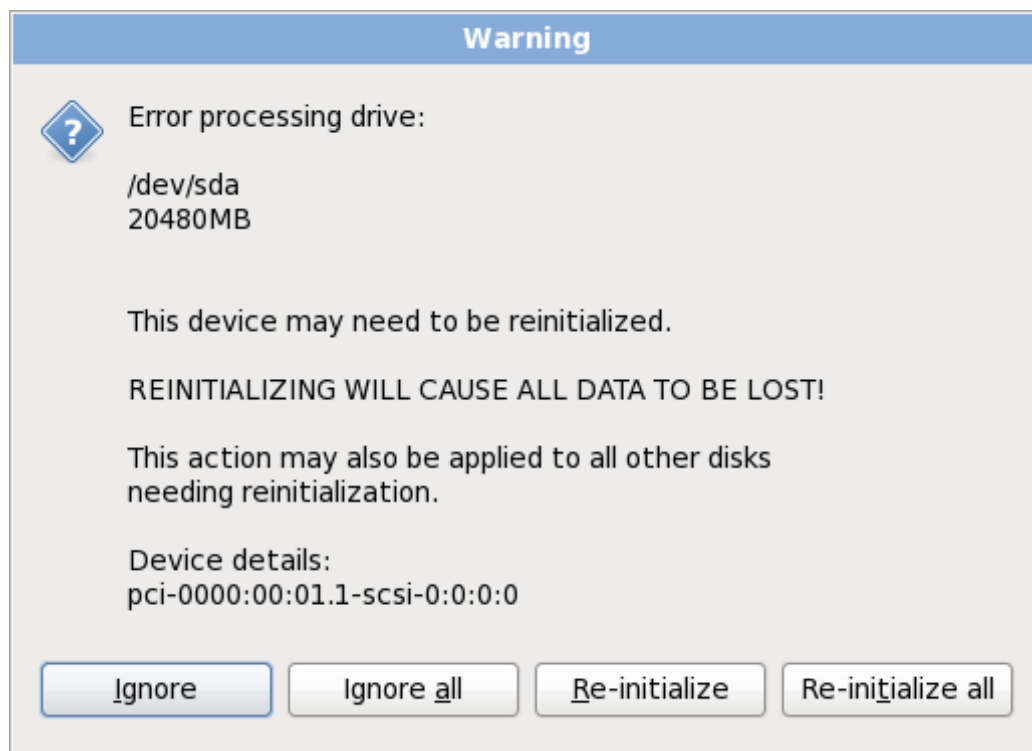 Warning
?
Error processing drive:
/dev/sda
20480MB
This device may need to be reinitialized.
REINITIALIZING WILL CAUSE ALL DATA TO BE LOST!
This action may also be applied to all other disks
needing reinitialization.
Device details:
pci-0000:00:01.1-scsi-0:0:0:0
Ignore
Ignore all
Re-initialize
Re-initialize all